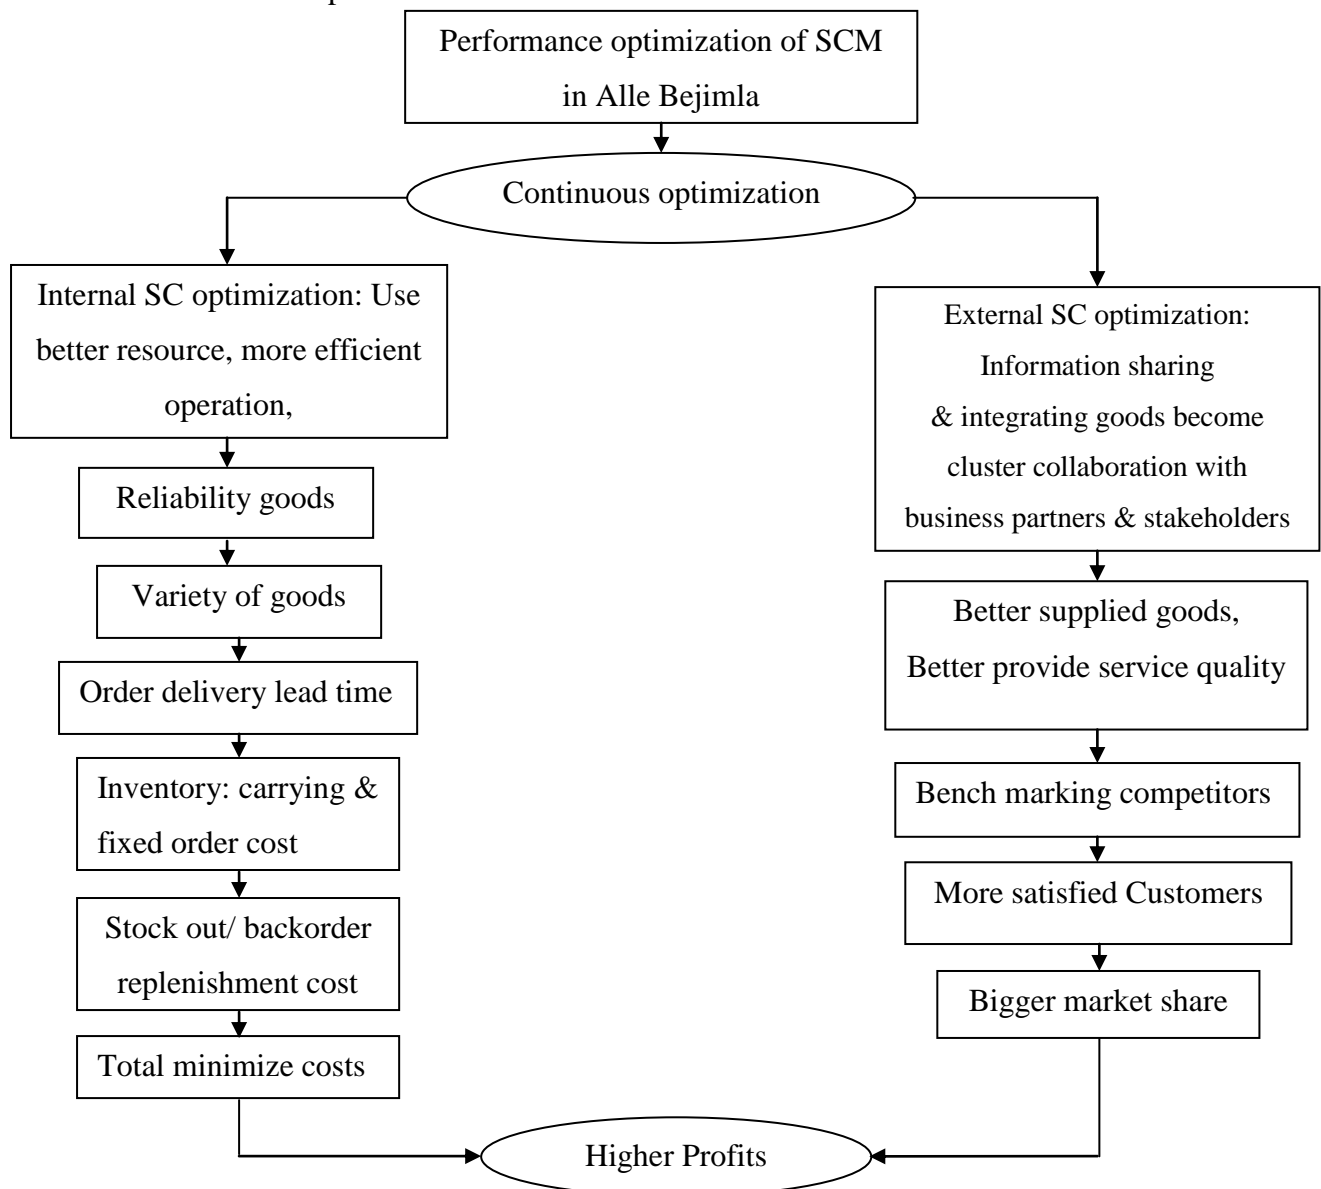 Performance optimization of SCM
in Alle Bejimla
Continuous optimization
Internal SC optimization: Use
better resource, more efficient
operation,
Reliability goods
Variety of goods
Order delivery lead time
Inventory: carrying &
fixed order cost
Stock out/ backorder
replenishment cost
Total minimize costs
External SC optimization:
Information sharing
& integrating goods become
cluster collaboration with
business partners & stakeholders
Better supplied goods,
Better provide service quality
Bench marking competitors
More satisfied Customers
Bigger market share
Higher Profits